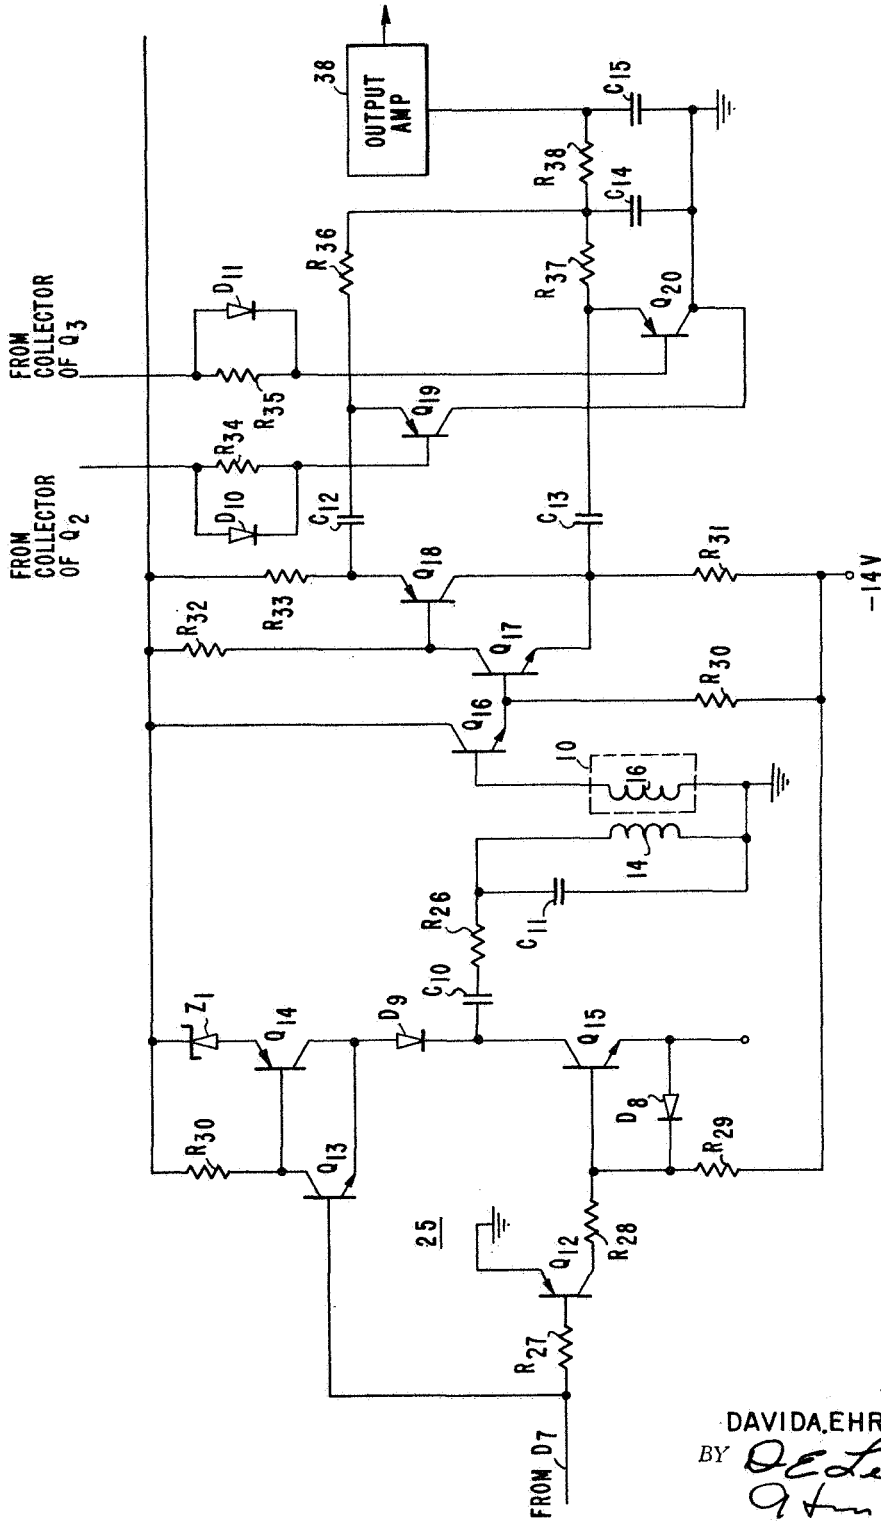 FROM D7
R27
Q12
R28
25
Q13
R30
Q14
Z1
D9
Q15
D8
R29
C10
R26
C11
14
16
10
Q16
Q17
R30
R32
R33
Q18
R31
-14V
C12
C13
FROM
COLLECTOR
OF Q2
D10
R34
Q19
FROM
COLLECTOR
OF Q3
R35
D11
R36
R37
Q20
R38
C14
C15
38
OUTPUT
AMP
DAVID A. EHR
BY